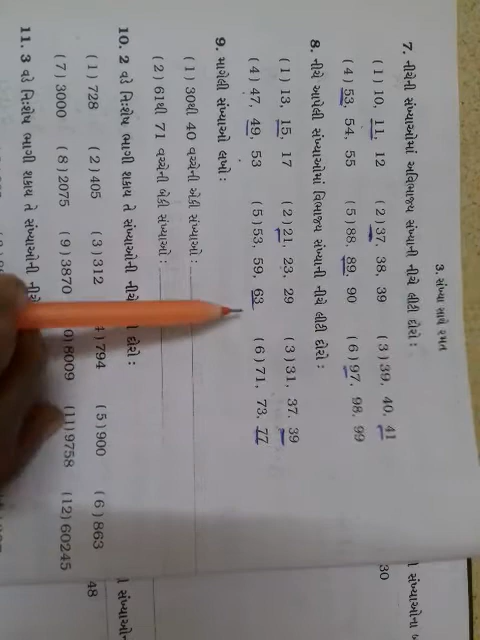 3. સંખ્યા સાથે રમત
7. નીચેની સંખ્યાઓમાં અવિભાજ્ય સંખ્યાની નીચે લીટી દોરો :
(1) 10, 11, 12 (2) 37, 38, 39 (3) 39, 40, 41
(4) 53, 54, 55 (5) 88, 89, 90 (6) 97, 98, 99
8. નીચે આપેલી સંખ્યાઓમાં વિભાજ્ય સંખ્યાની નીચે લીટી દોરો :
(1) 13, 15, 17 (2) 21, 23, 29 (3) 31, 37, 39
(4) 47, 49, 53 (5) 53, 59, 63 (6) 71, 73, 77
9. માગેલી સંખ્યાઓ લખો :
(1) 30થી 40 વચ્ચેની એકી સંખ્યાઓ :
(2) 61થી 71 વચ્ચેની બેકી સંખ્યાઓ :
10. 2 વડે નિઃશેષ ભાગી શકાય તે સંખ્યાઓની નીચે દોરો :
(1) 728 (2) 405 (3) 312 4) 794 (5) 900 (6) 863
(7) 3000 (8) 2075 (9) 3870 0) 8009 (11) 9758 (12) 60245
11. 3 વડે નિઃશેષ ભાગી શકાય તે સંખ્યાઓની નીચે
30
48